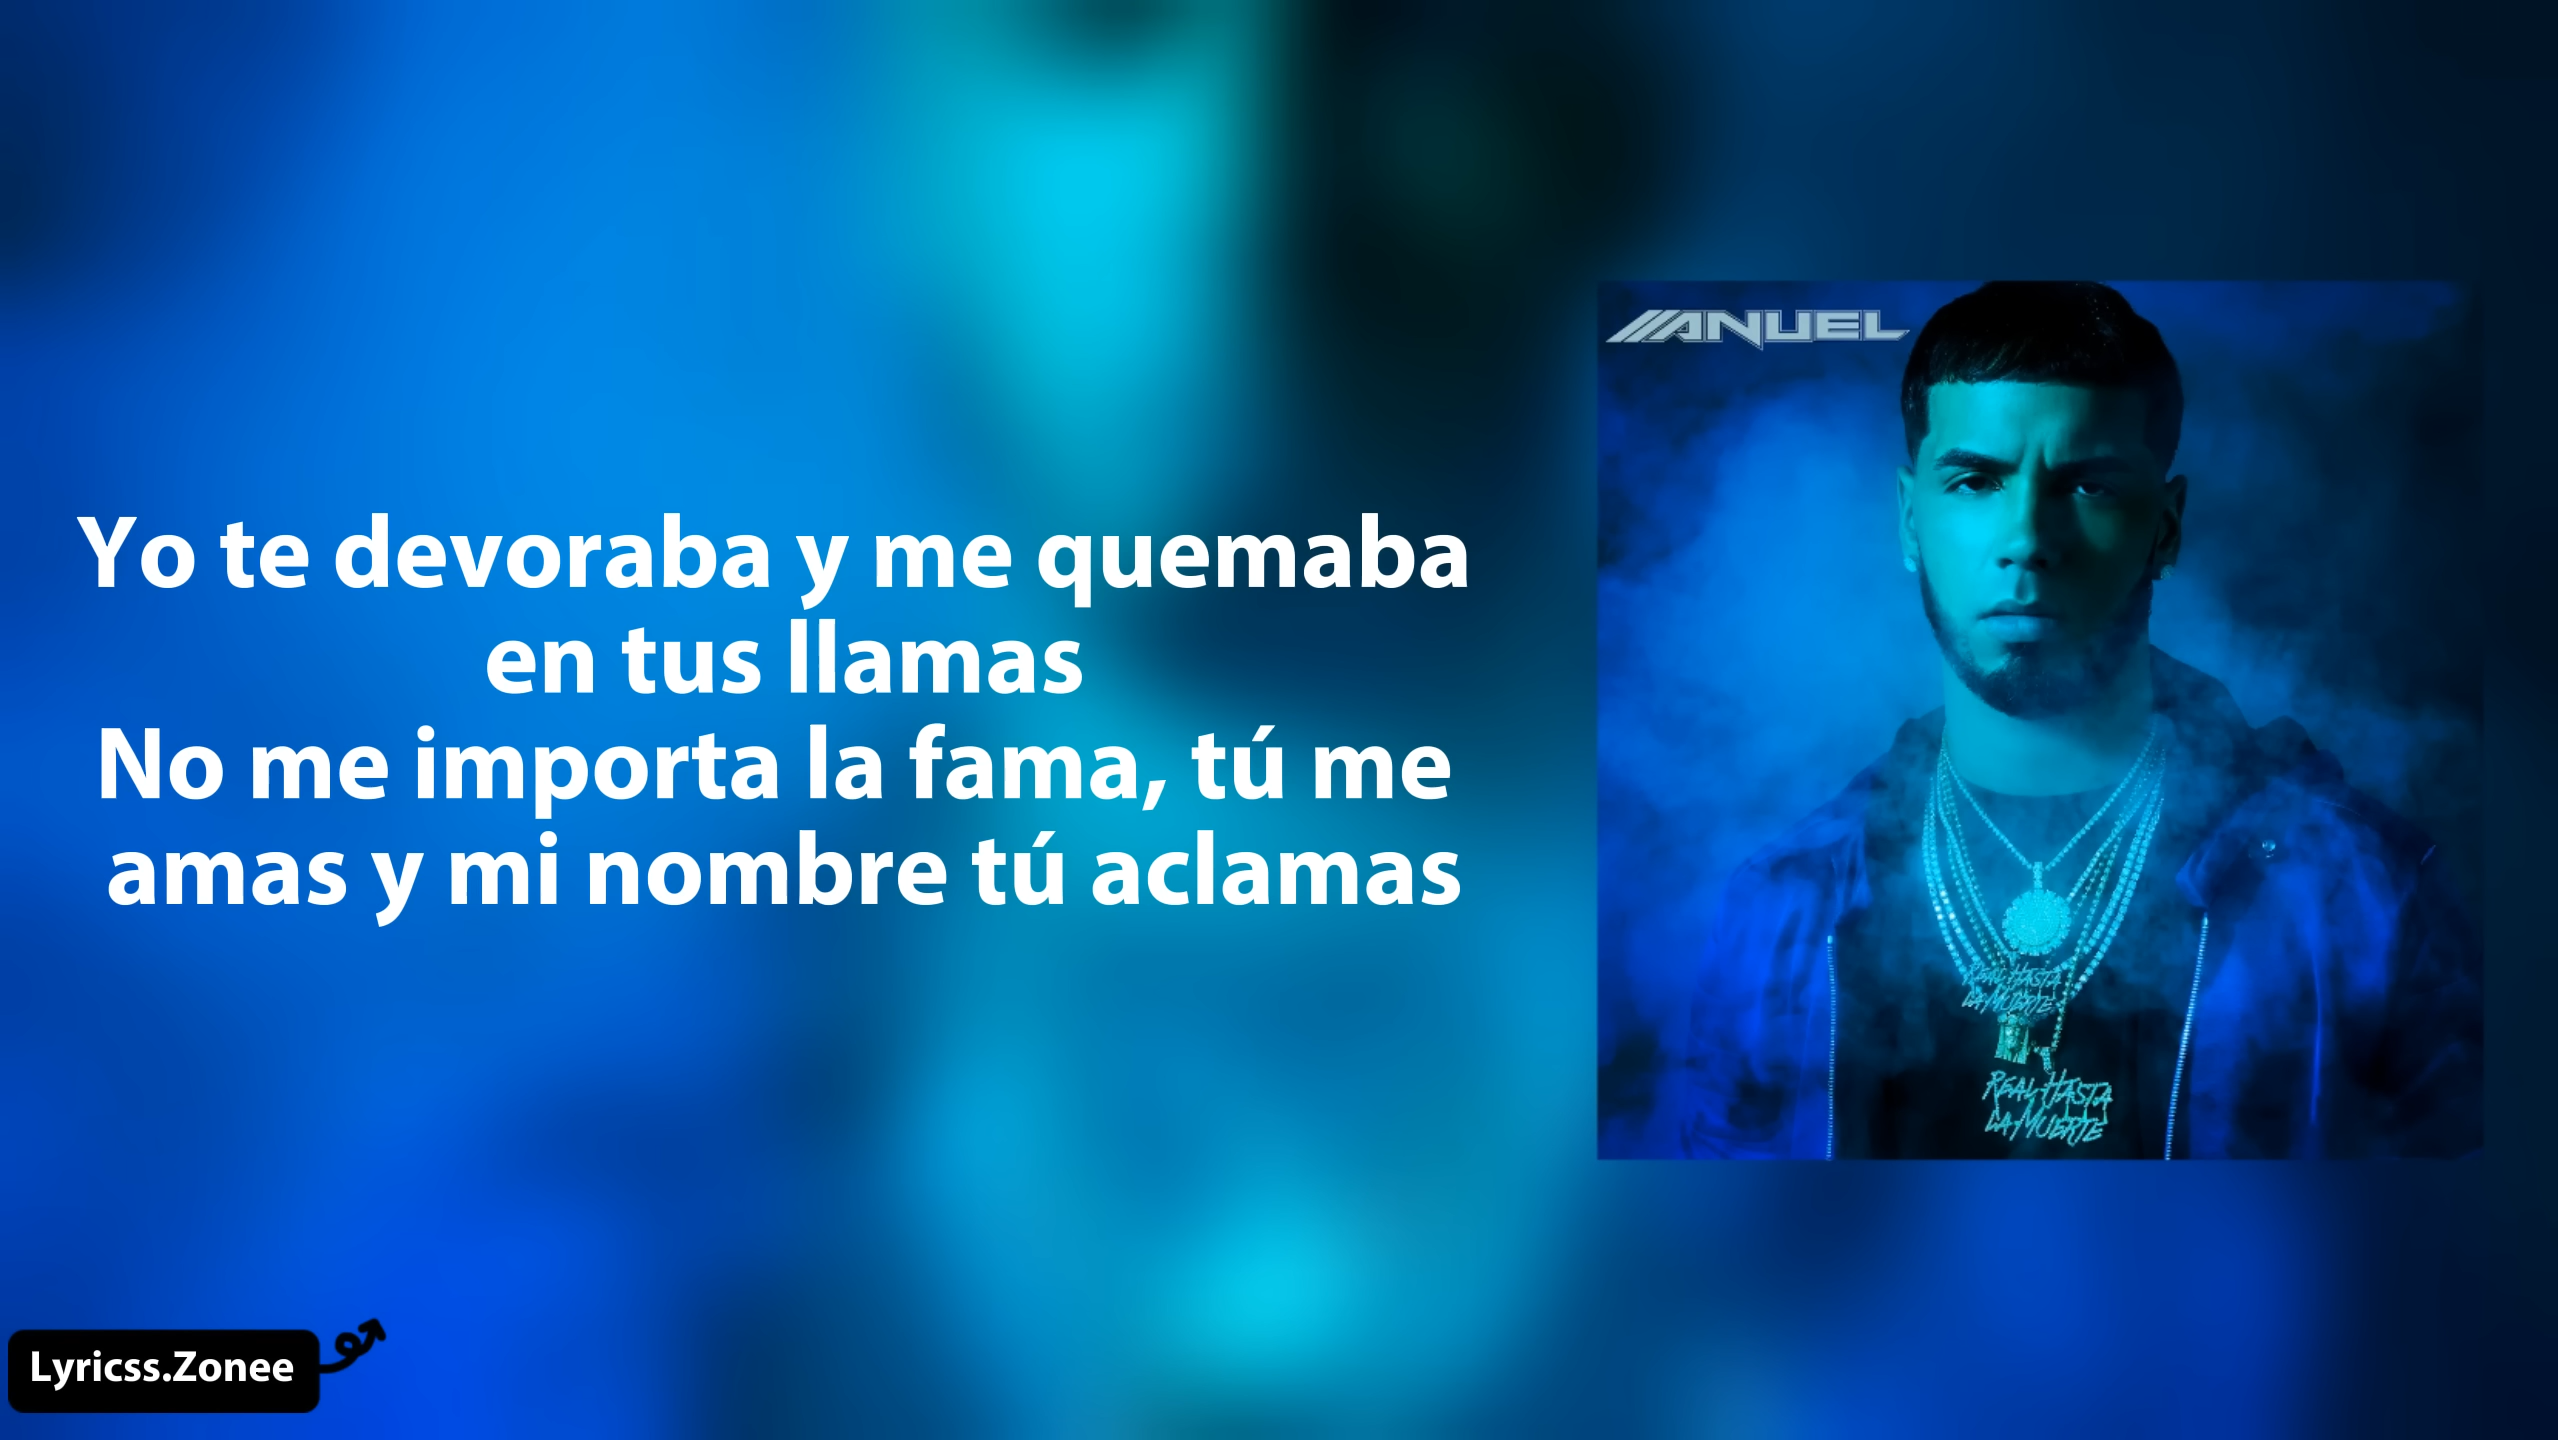 Yo te devoraba y me quemaba
en tus llamas
No me importa la fama, tú me
amas y mi nombre tú aclamas
ANUEL
REAL HASTA
LA MUERTE
REAL HASTA
LA MUERTE
Lyricss.Zonee